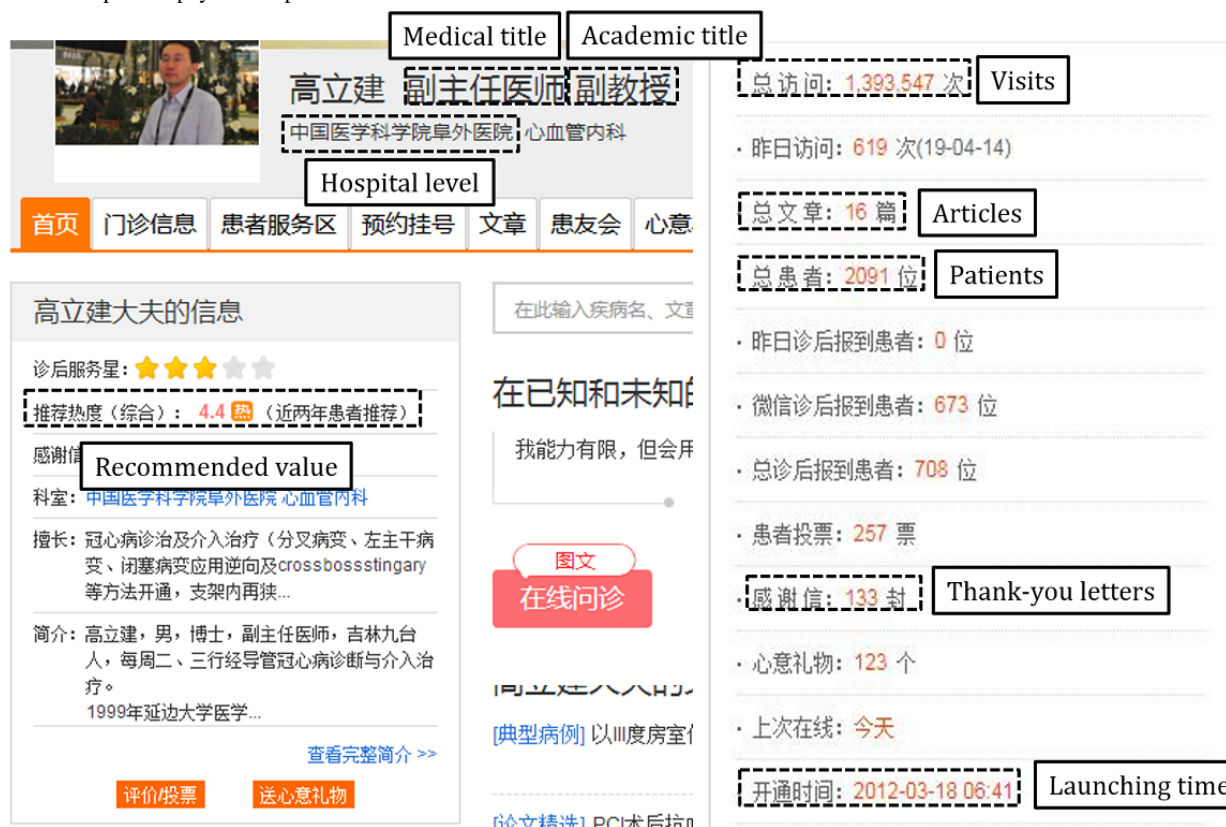 Medical title
Academic title
高立建 副主任医师 副教授
中国医学科学院阜外医院 心血管内科
Hospital level
首页 门诊信息 患者服务区 预约挂号 文章 患友会 心意
高立建大夫的信息
诊后服务星：
推荐热度（综合）： 4.4 热 （近两年患者推荐）
感谢信
Recommended value
科室：中国医学科学院阜外医院 心血管内科
擅长：冠心病诊治及介入治疗（分叉病变、左主干病
变、闭塞病变应用逆向及crossbossstingary
等方法开通，支架内再狭...
简介：高立建，男，博士，副主任医师，吉林九台
人，每周二、三行经导管冠心病诊断与介入治
疗。
1999年延边大学医学...
查看完整简介 >>
评价/投票 送心意礼物
在此输入疾病名、文章
在已知和未知的
我能力有限，但会用
图文
在线问诊
[典型病例] 以III度房室传
[论文精选] PCI术后抗
总访问：1,393,547 次
Visits
· 昨日访问：619 次(19-04-14)
· 总文章：16 篇
Articles
总患者：2091 位
Patients
· 昨日诊后报到患者：0 位
· 微信诊后报到患者：673 位
· 总诊后报到患者：708 位
· 患者投票：257 票
· 感谢信：133 封
Thank-you letters
· 心意礼物：123 个
· 上次在线：今天
开通时间：2012-03-18 06:41
Launching time